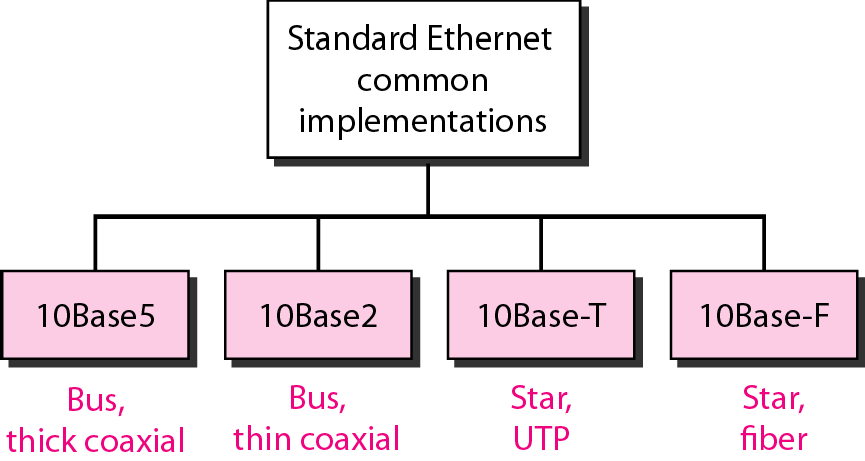 Standard Ethernet
common
implementations
10Base5
10Base2
10Base-T
10Base-F
Bus,
thick coaxial
Bus,
thin coaxial
Star,
UTP
Star,
fiber